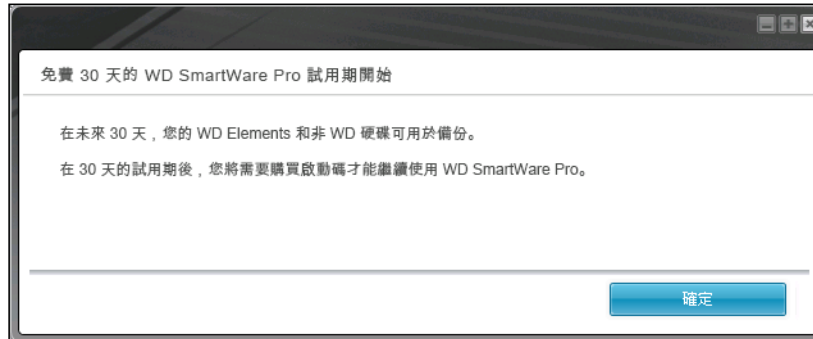 免費 30 天的 WD SmartWare Pro 試用期開始
在未來 30 天，您的 WD Elements 和非 WD 硬碟可用於備份。
在 30 天的試用期後，您將需要購買啟動碼才能繼續使用 WD SmartWare Pro。
確定